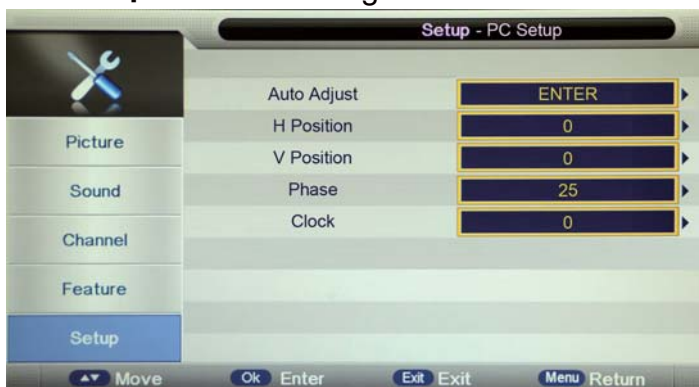 Setup - PC Setup
Auto Adjust ENTER
H Position 0
V Position 0
Phase 25
Clock 0
Picture
Sound
Channel
Feature
Setup
Move Ok Enter Exit Exit Menu Return